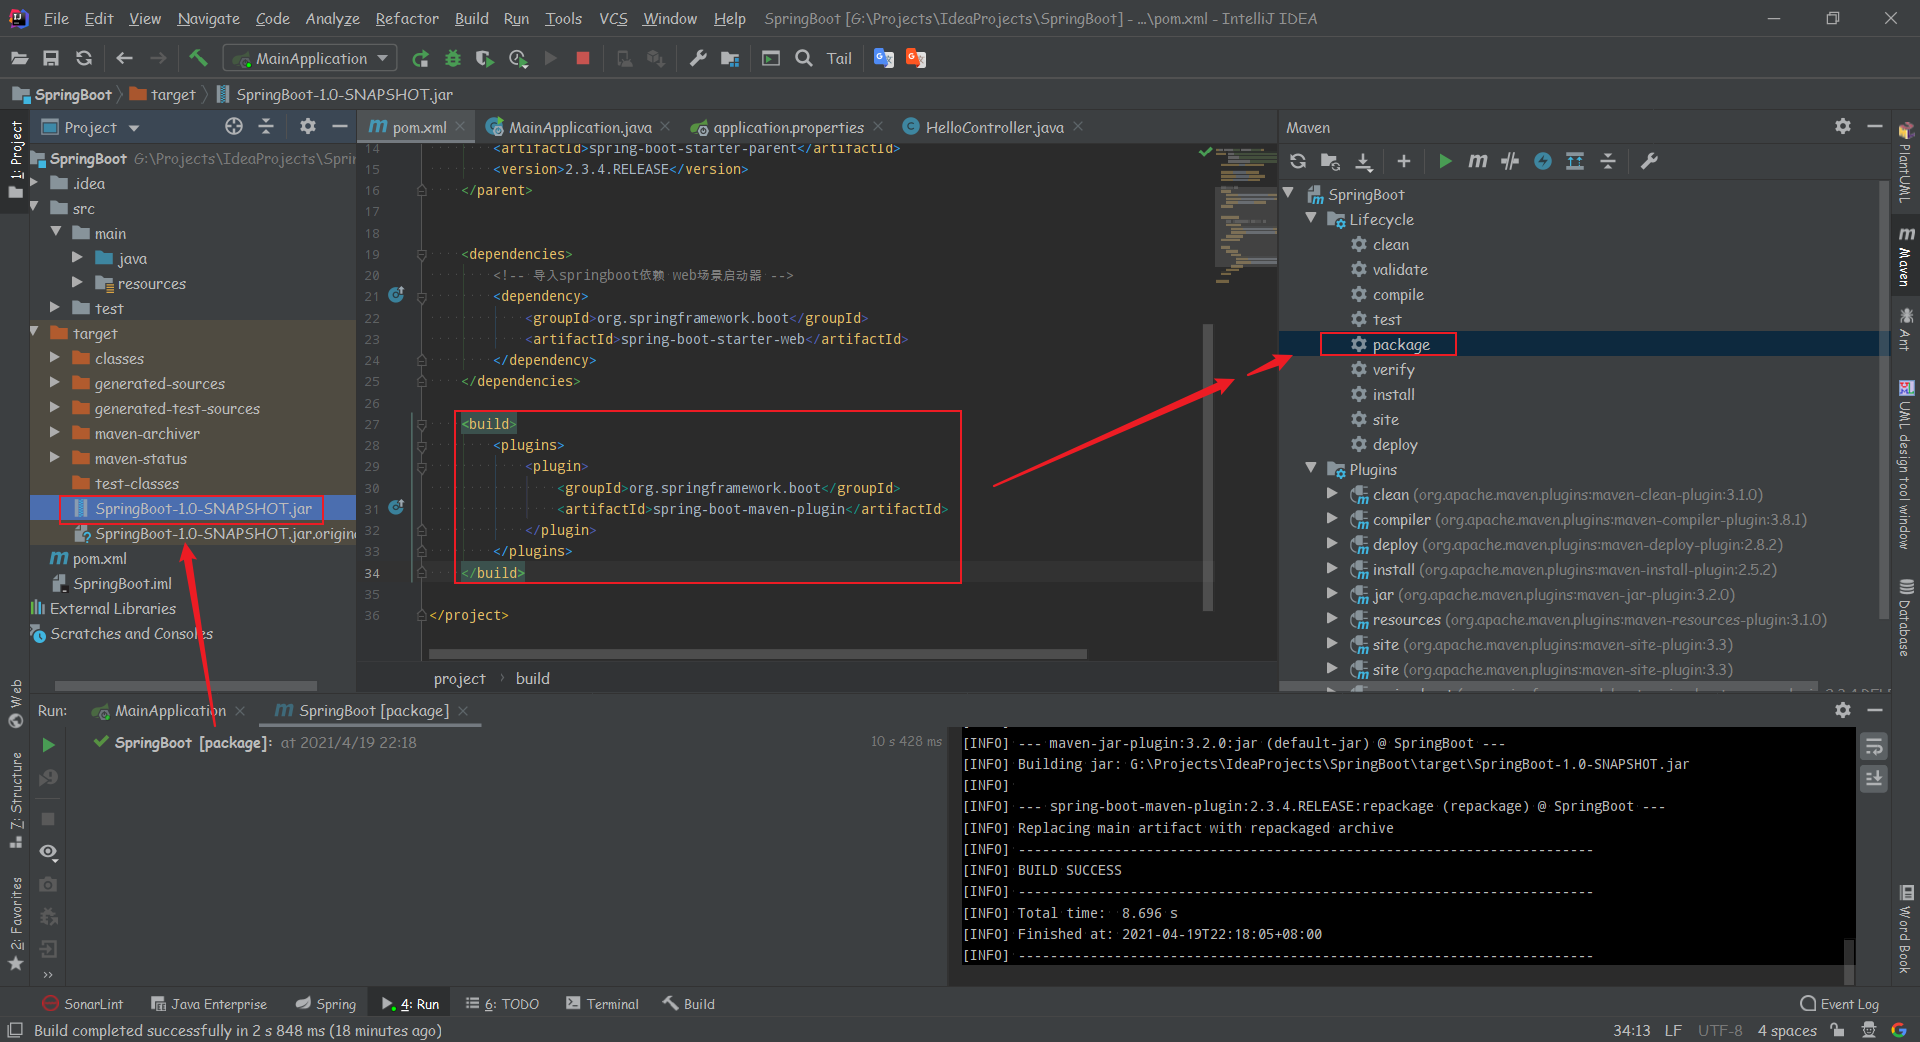 File Edit View Navigate Code Analyze Refactor Build Run Tools VCS Window Help SpringBoot [G:\Projects\IdeaProjects\SpringBoot] - ...\pom.xml - IntelliJ IDEA
MainApplication Tail
SpringBoot target SpringBoot-1.0-SNAPSHOT.jar
1: Project
Project
SpringBoot G:\Projects\IdeaProjects\Spri
.idea
src
main
java
resources
test
target
classes
generated-sources
generated-test-sources
maven-archiver
maven-status
test-classes
SpringBoot-1.0-SNAPSHOT.jar
SpringBoot-1.0-SNAPSHOT.jar.origin
pom.xml
SpringBoot.iml
External Libraries
Scratches and Consoles
pom.xml MainApplication.java application.properties HelloController.java
14 <artifactId>spring-boot-starter-parent</artifactId>
15 <version>2.3.4.RELEASE</version>
16 </parent>
17
18
19 <dependencies>
20 <!-- 导入springboot依赖 web场景启动器 -->
21 <dependency>
22 <groupId>org.springframework.boot</groupId>
23 <artifactId>spring-boot-starter-web</artifactId>
24 </dependency>
25 </dependencies>
26
27 <build>
28 <plugins>
29 <plugin>
30 <groupId>org.springframework.boot</groupId>
31 <artifactId>spring-boot-maven-plugin</artifactId>
32 </plugin>
33 </plugins>
34 </build>
35
36 </project>
project › build
Maven
SpringBoot
Lifecycle
clean
validate
compile
test
package
verify
install
site
deploy
Plugins
clean (org.apache.maven.plugins:maven-clean-plugin:3.1.0)
compiler (org.apache.maven.plugins:maven-compiler-plugin:3.8.1)
deploy (org.apache.maven.plugins:maven-deploy-plugin:2.8.2)
install (org.apache.maven.plugins:maven-install-plugin:2.5.2)
jar (org.apache.maven.plugins:maven-jar-plugin:3.2.0)
resources (org.apache.maven.plugins:maven-resources-plugin:3.1.0)
site (org.apache.maven.plugins:maven-site-plugin:3.3)
site (org.apache.maven.plugins:maven-site-plugin:3.3)
PlantUML
Maven
Ant
UML design tool window
Database
Word Book
Web
7: Structure
2: Favorites
Run: MainApplication SpringBoot [package]
SpringBoot [package]: at 2021/4/19 22:18 10 s 428 ms
[INFO] --- maven-jar-plugin:3.2.0:jar (default-jar) @ SpringBoot ---
[INFO] Building jar: G:\Projects\IdeaProjects\SpringBoot\target\SpringBoot-1.0-SNAPSHOT.jar
[INFO]
[INFO] --- spring-boot-maven-plugin:2.3.4.RELEASE:repackage (repackage) @ SpringBoot ---
[INFO] Replacing main artifact with repackaged archive
[INFO] ------------------------------------------------------------------------
[INFO] BUILD SUCCESS
[INFO] ------------------------------------------------------------------------
[INFO] Total time: 8.696 s
[INFO] Finished at: 2021-04-19T22:18:05+08:00
[INFO] ------------------------------------------------------------------------
SonarLint Java Enterprise Spring 4: Run 6: TODO Terminal Build Event Log
Build completed successfully in 2 s 848 ms (18 minutes ago) 34:13 LF UTF-8 4 spaces